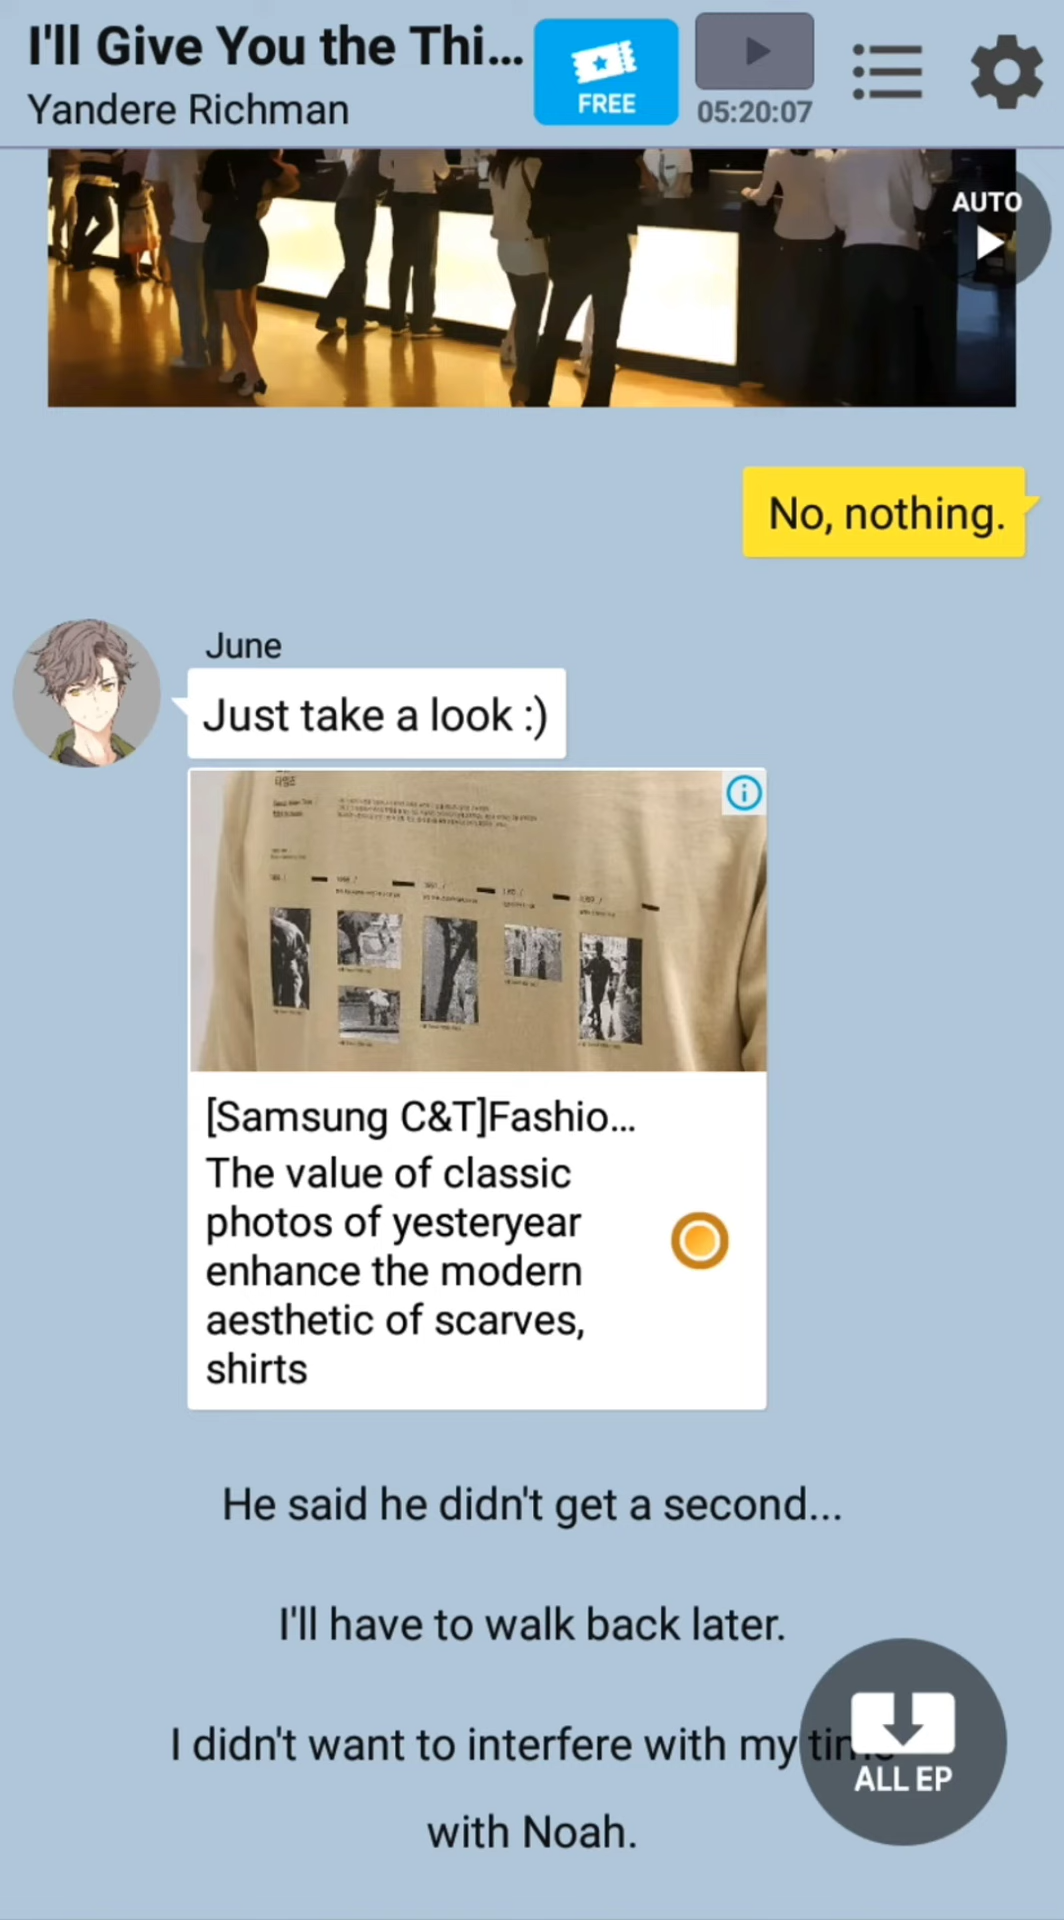 I'll Give You the Thi...
Yandere Richman
FREE
05:20:07
AUTO
No, nothing.
June
Just take a look :)
[Samsung C&T]Fashio...
The value of classic
photos of yesteryear
enhance the modern
aesthetic of scarves,
shirts
He said he didn't get a second...
I'll have to walk back later.
I didn't want to interfere with my time
with Noah.
ALL EP